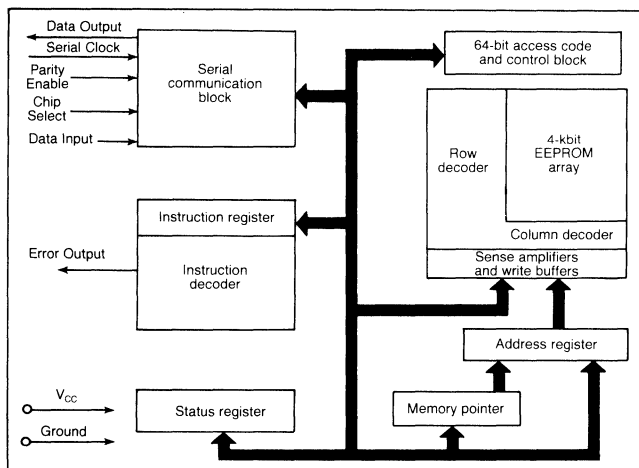 Data Output
Serial Clock
Parity
Enable
Chip
Select
Data Input
Serial
communication
block
64-bit access code
and control block
Row
decoder
4-kbit
EEPROM
array
Column decoder
Sense amplifiers
and write buffers
Instruction register
Instruction
decoder
Error Output
Address register
Memory pointer
VCC
Ground
Status register